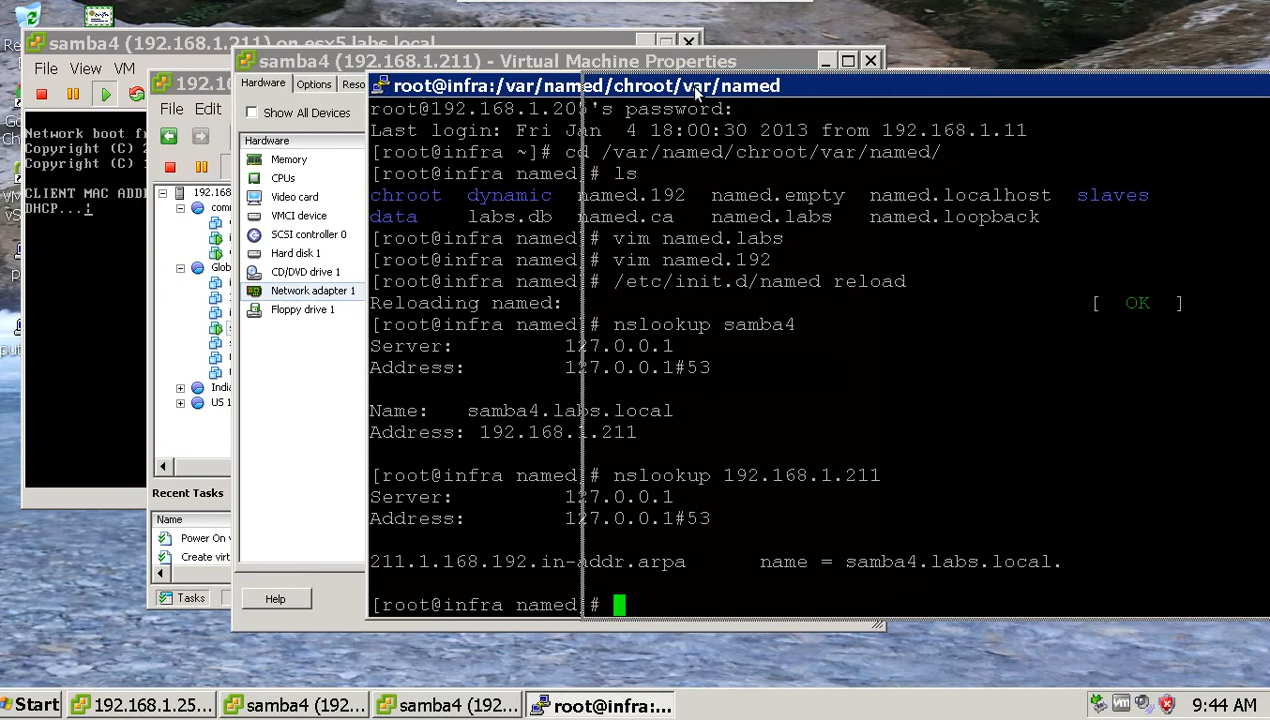 samba4 (192.168.1.211) on esx5.labs.local
File View VM
Network boot fr
Copyright (C) 2
Copyright (C) 1
CLIENT MAC ADD
DHCP...
192.16
File Edit
192.168
Recent Tasks
Name
Power On v
Create virt
Tasks
samba4 (192.168.1.211) - Virtual Machine Properties
Hardware Options Reso
Show All Devices
Hardware
Memory
CPUs
Video card
VMCI device
SCSI controller 0
Hard disk 1
CD/DVD drive 1
Network adapter 1
Floppy drive 1
Help
root@infra:/var/named/chroot/var/named
root@192.168.1.205's password:
Last login: Fri Jan 4 18:00:30 2013 from 192.168.1.11
[root@infra ~]# cd /var/named/chroot/var/named/
[root@infra named]# ls
chroot dynamic named.192 named.empty named.localhost slaves
data labs.db named.ca named.labs named.loopback
[root@infra named]# vim named.labs
[root@infra named]# vim named.192
[root@infra named]# /etc/init.d/named reload
Reloading named: [ OK ]
[root@infra named]# nslookup samba4
Server: 127.0.0.1
Address: 127.0.0.1#53
Name: samba4.labs.local
Address: 192.168.1.211
[root@infra named]# nslookup 192.168.1.211
Server: 127.0.0.1
Address: 127.0.0.1#53
211.1.168.192.in-addr.arpa name = samba4.labs.local.
[root@infra named]#
Start 192.168.1.25... samba4 (192.... samba4 (192.... root@infra:... 9:44 AM